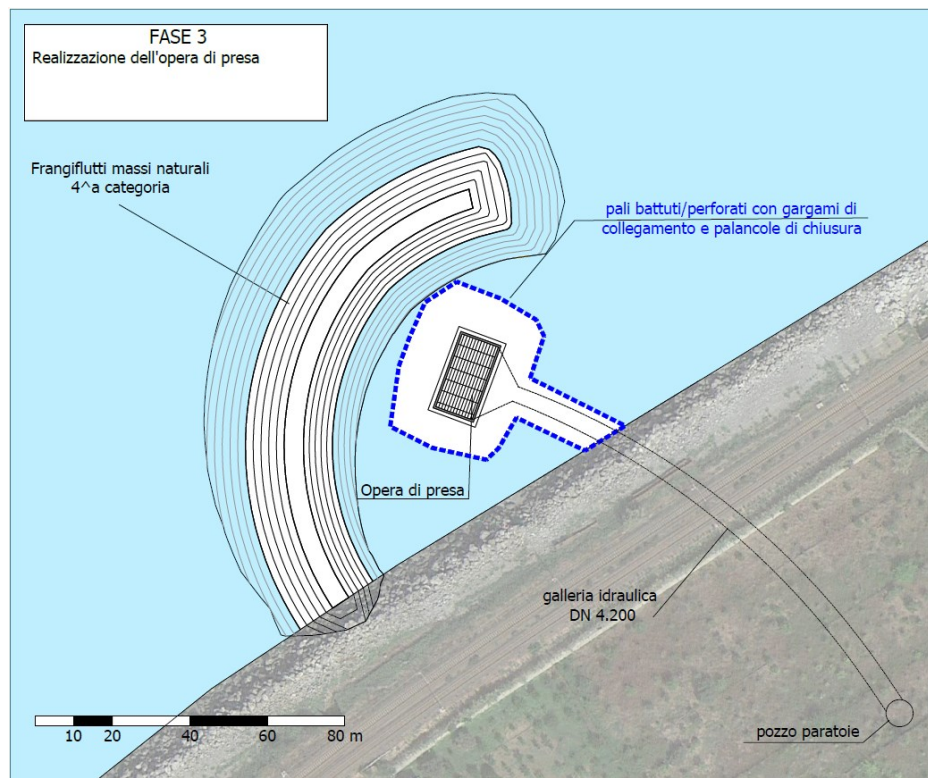 FASE 3
Realizzazione dell'opera di presa
Frangiflutti massi naturali
4^a categoria
pali battuti/perforati con gargami di
collegamento e palancole di chiusura
Opera di presa
galleria idraulica
DN 4.200
pozzo paratoie
10 20 40 60 80 m